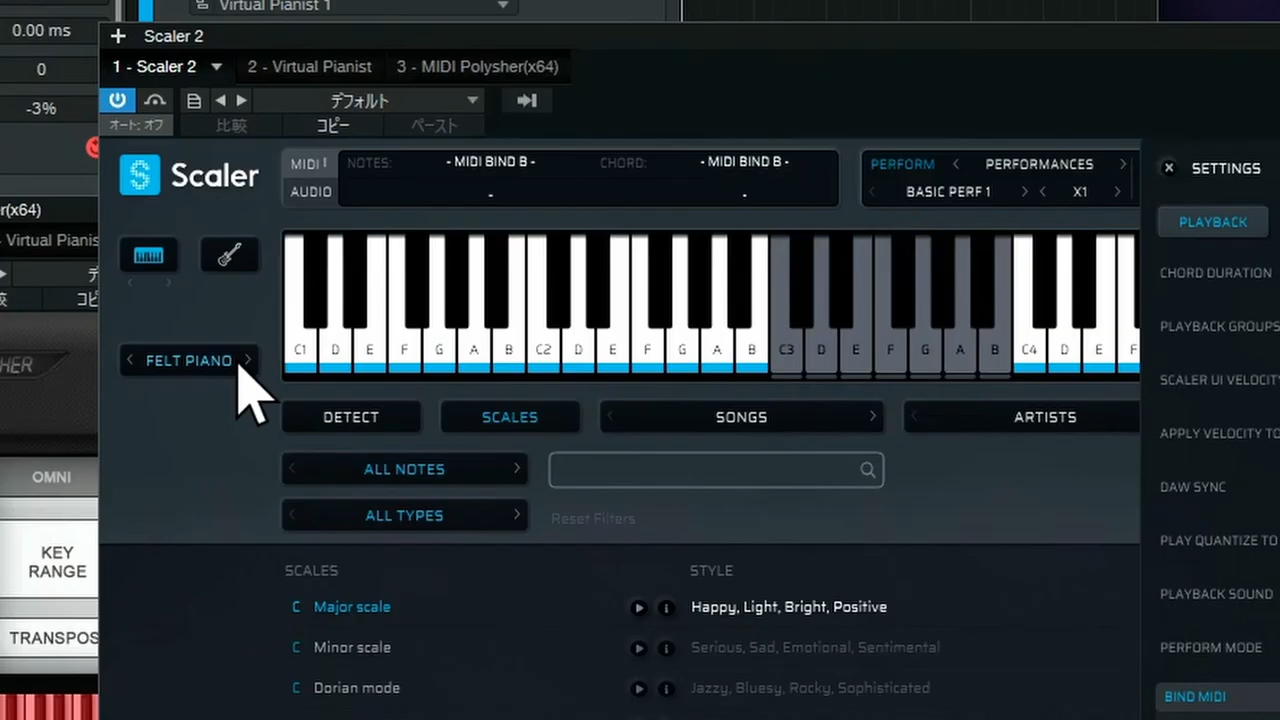 Virtual Pianist 1
0.00 ms
Scaler 2
0
1 - Scaler 2
2 - Virtual Pianist
3 - MIDI Polysher(x64)
-3%
デフォルト
オート: オフ
比較
コピー
ペースト
Scaler
MIDI
AUDIO
NOTES:
- MIDI BIND B -
-
CHORD:
- MIDI BIND B -
-
PERFORM
PERFORMANCES
BASIC PERF 1
X1
SETTINGS
r(x64)
PLAYBACK
Virtual Pianis
CHORD DURATION
デ
コピ
PLAYBACK GROUPS
C1 D E F G A B C2 D E F G A B C3 D E F G A B C4 D E F
HER
FELT PIANO
SCALER UI VELOCITY
DETECT
SCALES
SONGS
ARTISTS
APPLY VELOCITY TO
ALL NOTES
OMNI
DAW SYNC
ALL TYPES
Reset Filters
PLAY QUANTIZE TO
KEY
RANGE
SCALES
STYLE
PLAYBACK SOUND
C Major scale
Happy, Light, Bright, Positive
TRANSPOS
C Minor scale
Serious, Sad, Emotional, Sentimental
PERFORM MODE
C Dorian mode
Jazzy, Bluesy, Rocky, Sophisticated
BIND MIDI